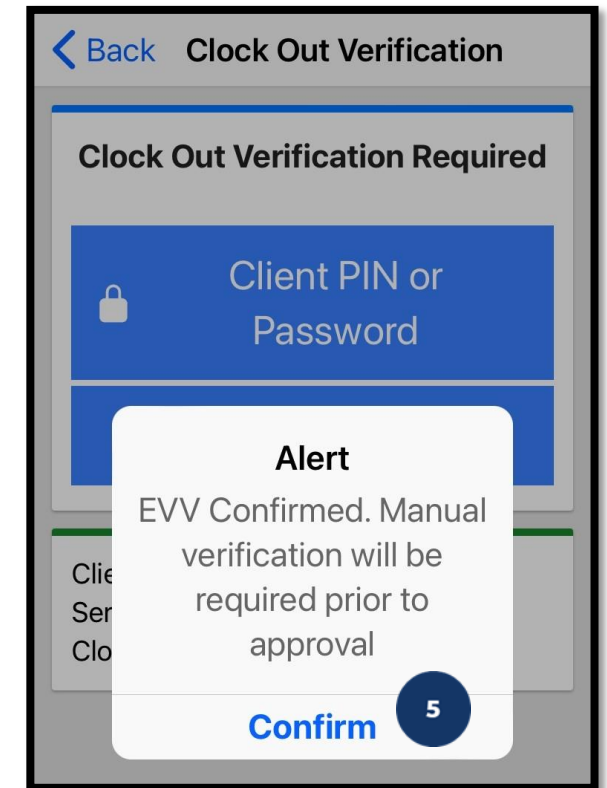 Back Clock Out Verification
Clock Out Verification Required
Client PIN or
Password
Alert
EVV Confirmed. Manual
verification will be
required prior to
approval
Confirm 5